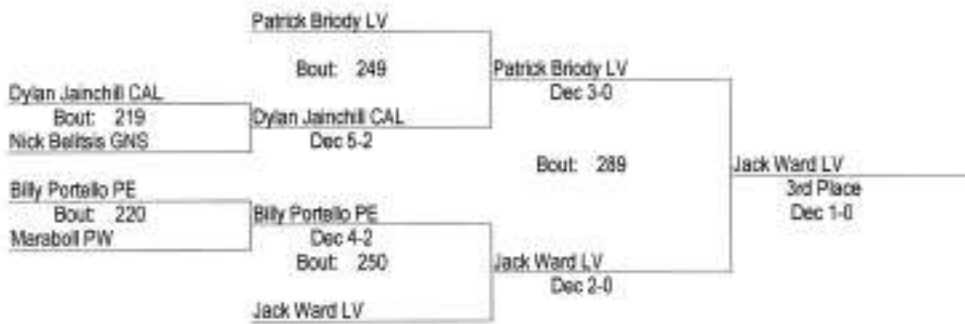 Patrick Briody LV
Bout: 249
Patrick Briody LV
Dec 3-0
Dylan Jainchill CAL
Bout: 219
Nick Belitsis GNS
Dylan Jainchill CAL
Dec 5-2
Bout: 289
Jack Ward LV
3rd Place
Dec 1-0
Billy Portello PE
Bout: 220
Maraboll PW
Billy Portello PE
Dec 4-2
Bout: 250
Jack Ward LV
Dec 2-0
Jack Ward LV